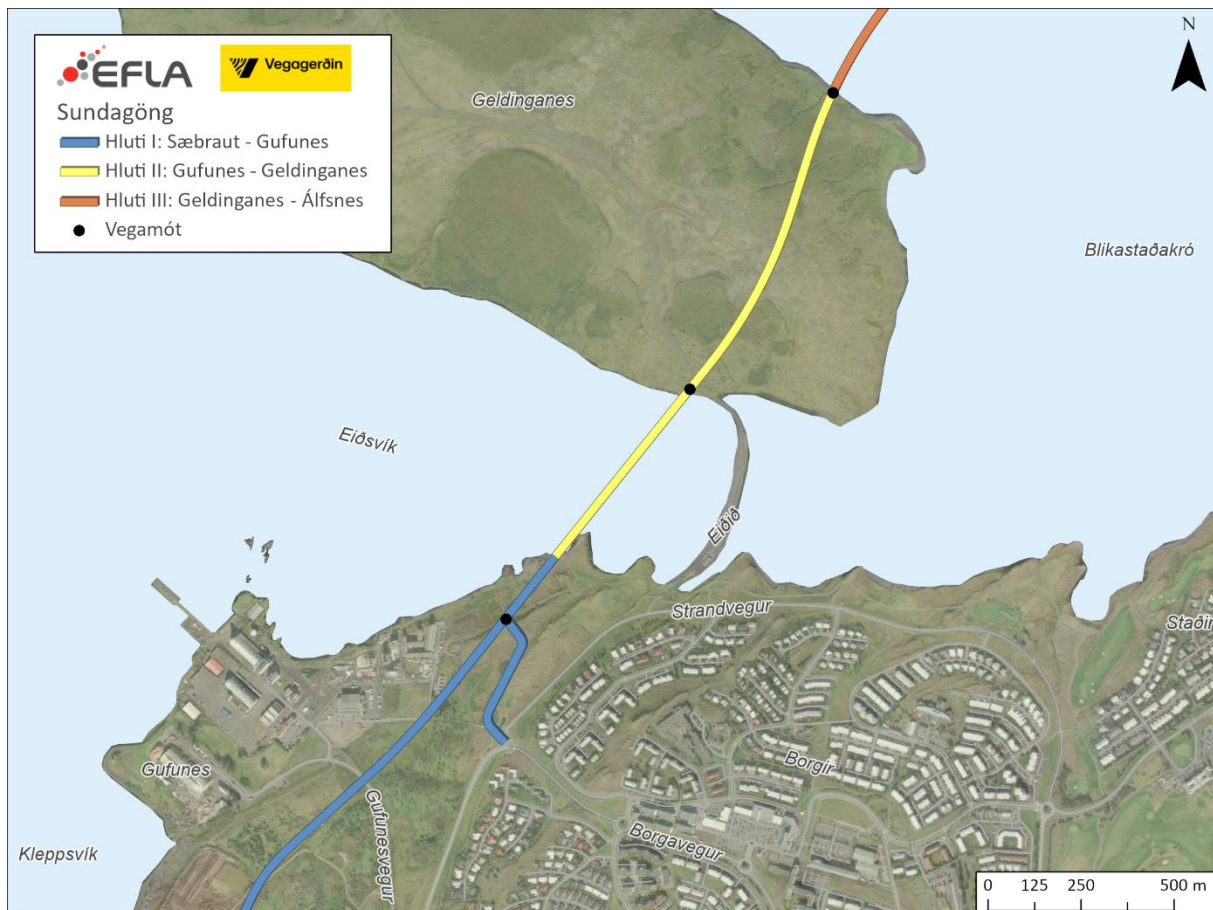 EFLA
Vegagerðin
Sundagöng
Hluti I: Sæbraut - Gufunes
Hluti II: Gufunes - Geldinganes
Hluti III: Geldinganes - Álfsnes
Vegamót
N
Geldinganes
Blikastaðakró
Eiðsvík
Eiðið
Strandvegur
Staðir
Gufunes
Borgir
Gufunesvegur
Borgavegur
Kleppsvík
0 125 250 500 m